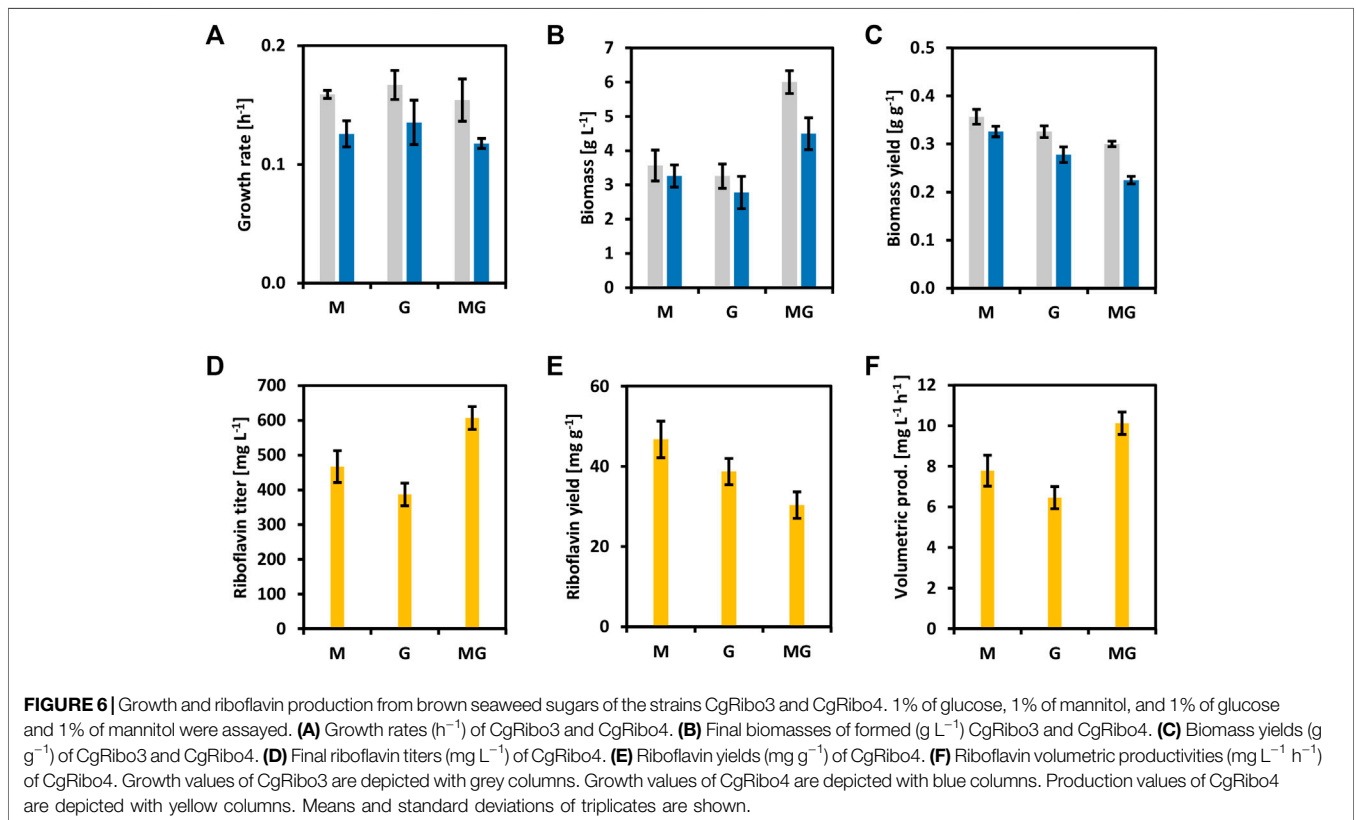 A
B
C
Growth rate [h⁻¹]
0.2
0.1
0.0
M G MG
Biomass [g L⁻¹]
7
6
5
4
3
2
1
0
M G MG
Biomass yield [g g⁻¹]
0.5
0.4
0.3
0.2
0.1
0.0
M G MG
D
E
F
Riboflavin titer [mg L⁻¹]
700
600
500
400
300
200
100
0
M G MG
Riboflavin yield [mg g⁻¹]
60
40
20
0
M G MG
Volumetric prod. [mg L⁻¹ h⁻¹]
12
10
8
6
4
2
0
M G MG
FIGURE 6 | Growth and riboflavin production from brown seaweed sugars of the strains CgRibo3 and CgRibo4. 1% of glucose, 1% of mannitol, and 1% of glucose
and 1% of mannitol were assayed. (A) Growth rates (h⁻¹) of CgRibo3 and CgRibo4. (B) Final biomasses of formed (g L⁻¹) CgRibo3 and CgRibo4. (C) Biomass yields (g
g⁻¹) of CgRibo3 and CgRibo4. (D) Final riboflavin titers (mg L⁻¹) of CgRibo4. (E) Riboflavin yields (mg g⁻¹) of CgRibo4. (F) Riboflavin volumetric productivities (mg L⁻¹ h⁻¹)
of CgRibo4. Growth values of CgRibo3 are depicted with grey columns. Growth values of CgRibo4 are depicted with blue columns. Production values of CgRibo4
are depicted with yellow columns. Means and standard deviations of triplicates are shown.